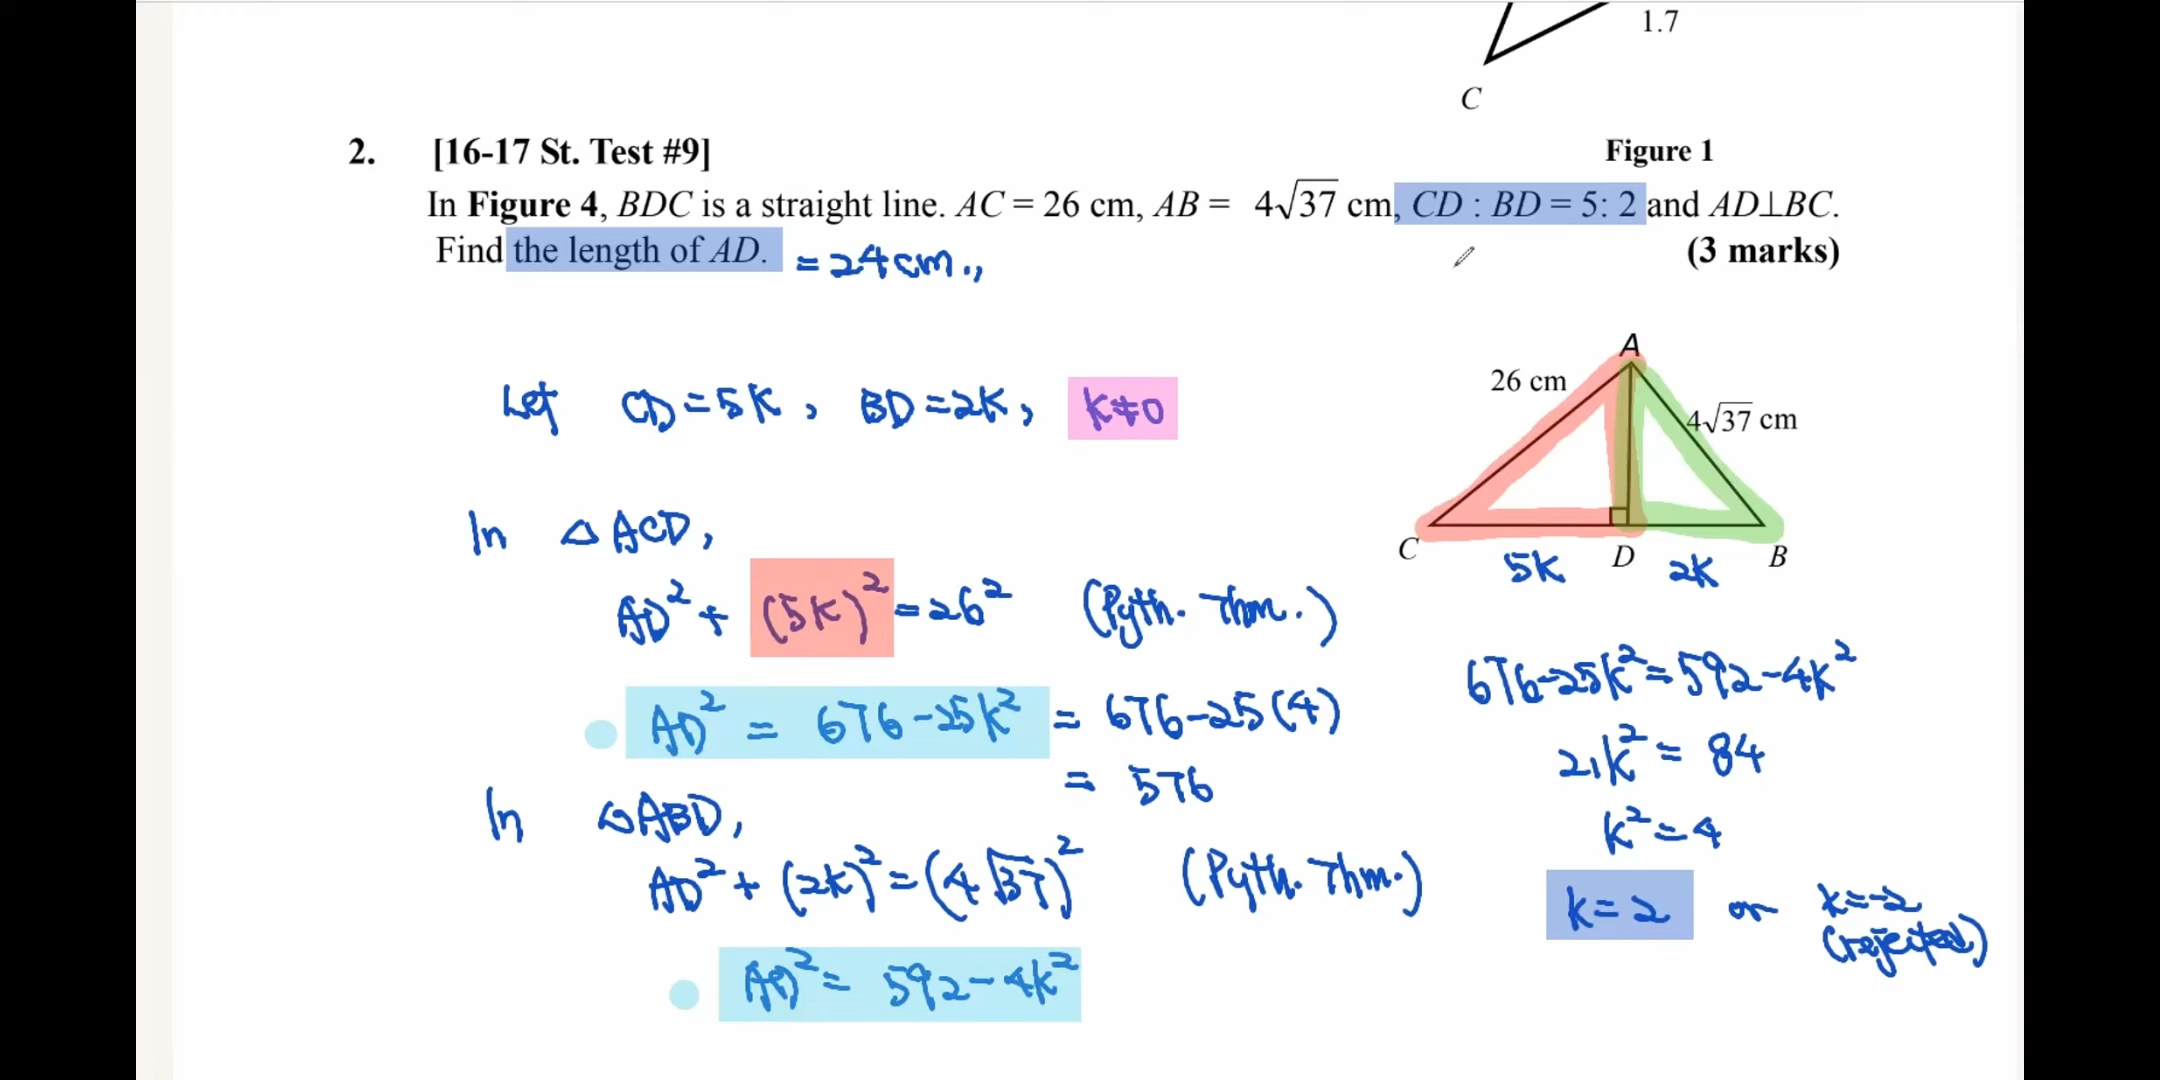 1.7
C
2. [16-17 St. Test #9] Figure 1
In Figure 4, BDC is a straight line. AC = 26 cm, AB = 4√37 cm, CD : BD = 5: 2 and AD⊥BC.
Find the length of AD. = 24cm.,, (3 marks)
A
26 cm
4√37 cm
C D B
5k 2k
Let CD = 5k, BD = 2k, k≠0
In △ACD,
AD² + (5k)² = 26² (Pyth. Thm.)
AD² = 676 - 25k² = 676 - 25(4)
= 576
In △ABD,
AD² + (2k)² = (4√37)² (Pyth. Thm.)
AD² = 592 - 4k²
676 - 25k² = 592 - 4k²
21k² = 84
k² = 4
k = 2 or k = -2
(rejected)